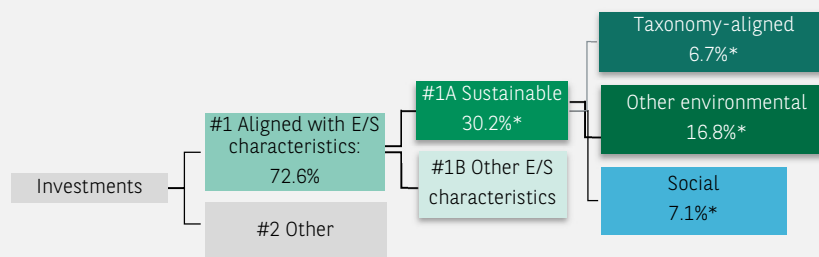 Investments
#1 Aligned with E/S
characteristics:
72.6%
#2 Other
#1A Sustainable
30.2%*
#1B Other E/S
characteristics
Taxonomy-aligned
6.7%*
Other environmental
16.8%*
Social
7.1%*